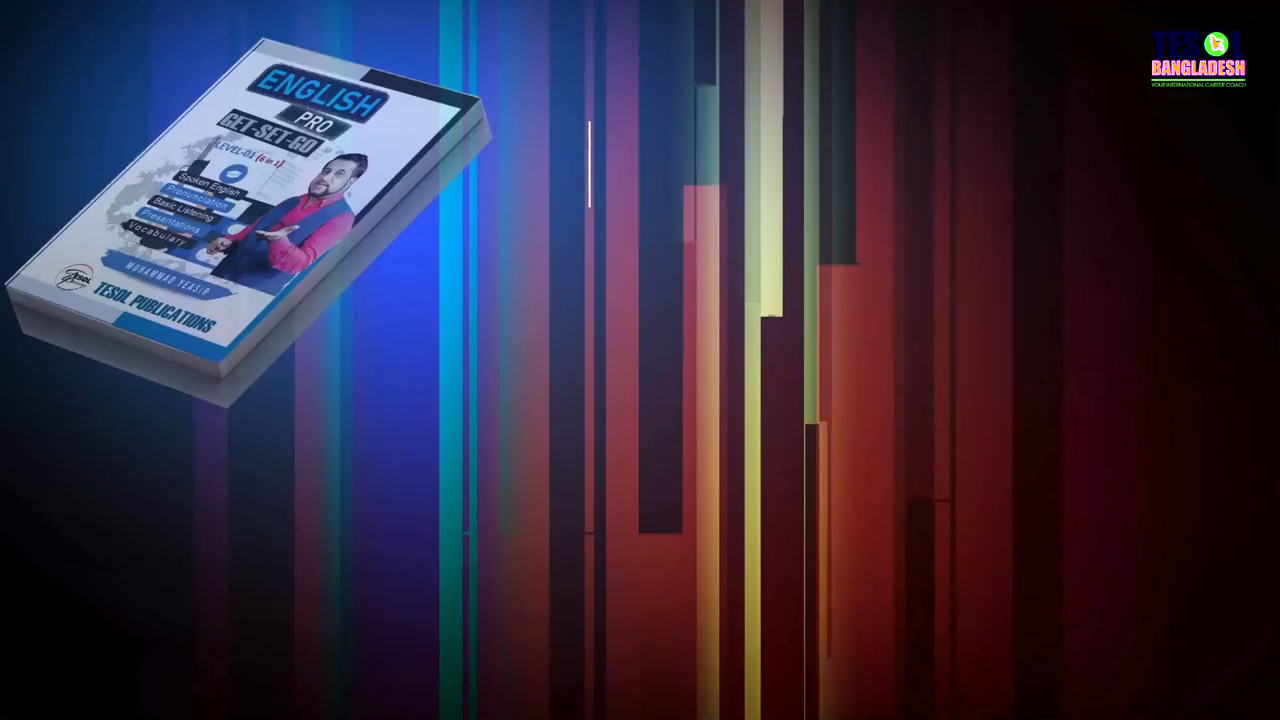 ENGLISH
PRO
GET-SET-GO
LEVEL-01 (6 in 1)
Spoken English
Pronunciation
Basic Listening
Presentations
Vocabulary
MUHAMMAD YEASIR
TESOL
TESOL PUBLICATIONS
TESOL
BANGLADESH
YOUR INTERNATIONAL CAREER COACH